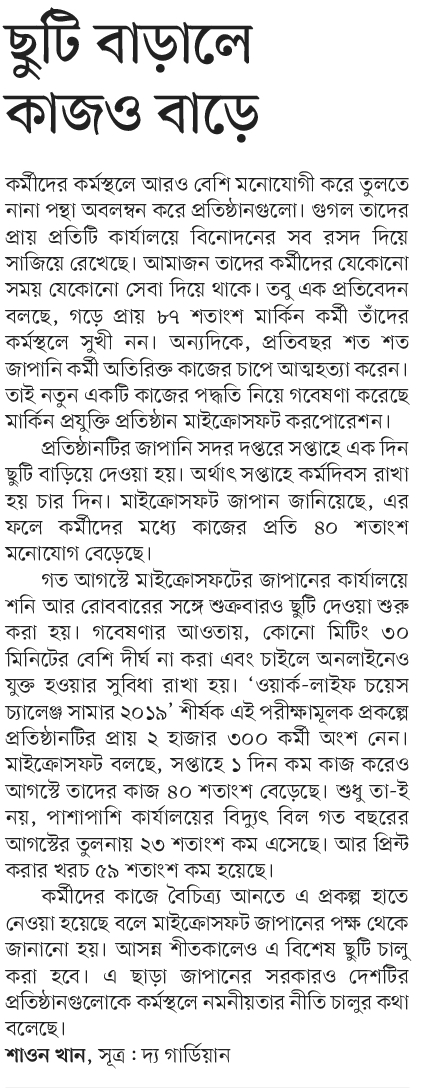 ছুটি বাড়ালে
কাজও বাড়ে
কর্মীদের কর্মস্থলে আরও বেশি মনোযোগী করে তুলতে
নানা পন্থা অবলম্বন করে প্রতিষ্ঠানগুলো। গুগল তাদের
প্রায় প্রতিটি কার্যালয়ে বিনোদনের সব রসদ দিয়ে
সাজিয়ে রেখেছে। আমাজন তাদের কর্মীদের যেকোনো
সময় যেকোনো সেবা দিয়ে থাকে। তবু এক প্রতিবেদন
বলছে, গড়ে প্রায় ৮৭ শতাংশ মার্কিন কর্মী তাঁদের
কর্মস্থলে সুখী নন। অন্যদিকে, প্রতিবছর শত শত
জাপানি কর্মী অতিরিক্ত কাজের চাপে আত্মহত্যা করেন।
তাই নতুন একটি কাজের পদ্ধতি নিয়ে গবেষণা করেছে
মার্কিন প্রযুক্তি প্রতিষ্ঠান মাইক্রোসফট করপোরেশন।
প্রতিষ্ঠানটির জাপানি সদর দপ্তরে সপ্তাহে এক দিন
ছুটি বাড়িয়ে দেওয়া হয়। অর্থাৎ সপ্তাহে কর্মদিবস রাখা
হয় চার দিন। মাইক্রোসফট জাপান জানিয়েছে, এর
ফলে কর্মীদের মধ্যে কাজের প্রতি ৪০ শতাংশ
মনোযোগ বেড়েছে।
গত আগস্টে মাইক্রোসফটের জাপানের কার্যালয়ে
শনি আর রোববারের সঙ্গে শুক্রবারও ছুটি দেওয়া শুরু
করা হয়। গবেষণার আওতায়, কোনো মিটিং ৩০
মিনিটের বেশি দীর্ঘ না করা এবং চাইলে অনলাইনেও
যুক্ত হওয়ার সুবিধা রাখা হয়। ‘ওয়ার্ক-লাইফ চয়েস
চ্যালেঞ্জ সামার ২০১৯’ শীর্ষক এই পরীক্ষামূলক প্রকল্পে
প্রতিষ্ঠানটির প্রায় ২ হাজার ৩০০ কর্মী অংশ নেন।
মাইক্রোসফট বলছে, সপ্তাহে ১ দিন কম কাজ করেও
আগস্টে তাদের কাজ ৪০ শতাংশ বেড়েছে। শুধু তা-ই
নয়, পাশাপাশি কার্যালয়ের বিদ্যুৎ বিল গত বছরের
আগস্টের তুলনায় ২৩ শতাংশ কম এসেছে। আর প্রিন্ট
করার খরচ ৫৯ শতাংশ কম হয়েছে।
কর্মীদের কাজে বৈচিত্র্য আনতে এ প্রকল্প হাতে
নেওয়া হয়েছে বলে মাইক্রোসফট জাপানের পক্ষ থেকে
জানানো হয়। আসন্ন শীতকালেও এ বিশেষ ছুটি চালু
করা হবে। এ ছাড়া জাপানের সরকারও দেশটির
প্রতিষ্ঠানগুলোকে কর্মস্থলে নমনীয়তার নীতি চালুর কথা
বলেছে।
শাওন খান, সূত্র : দ্য গার্ডিয়ান